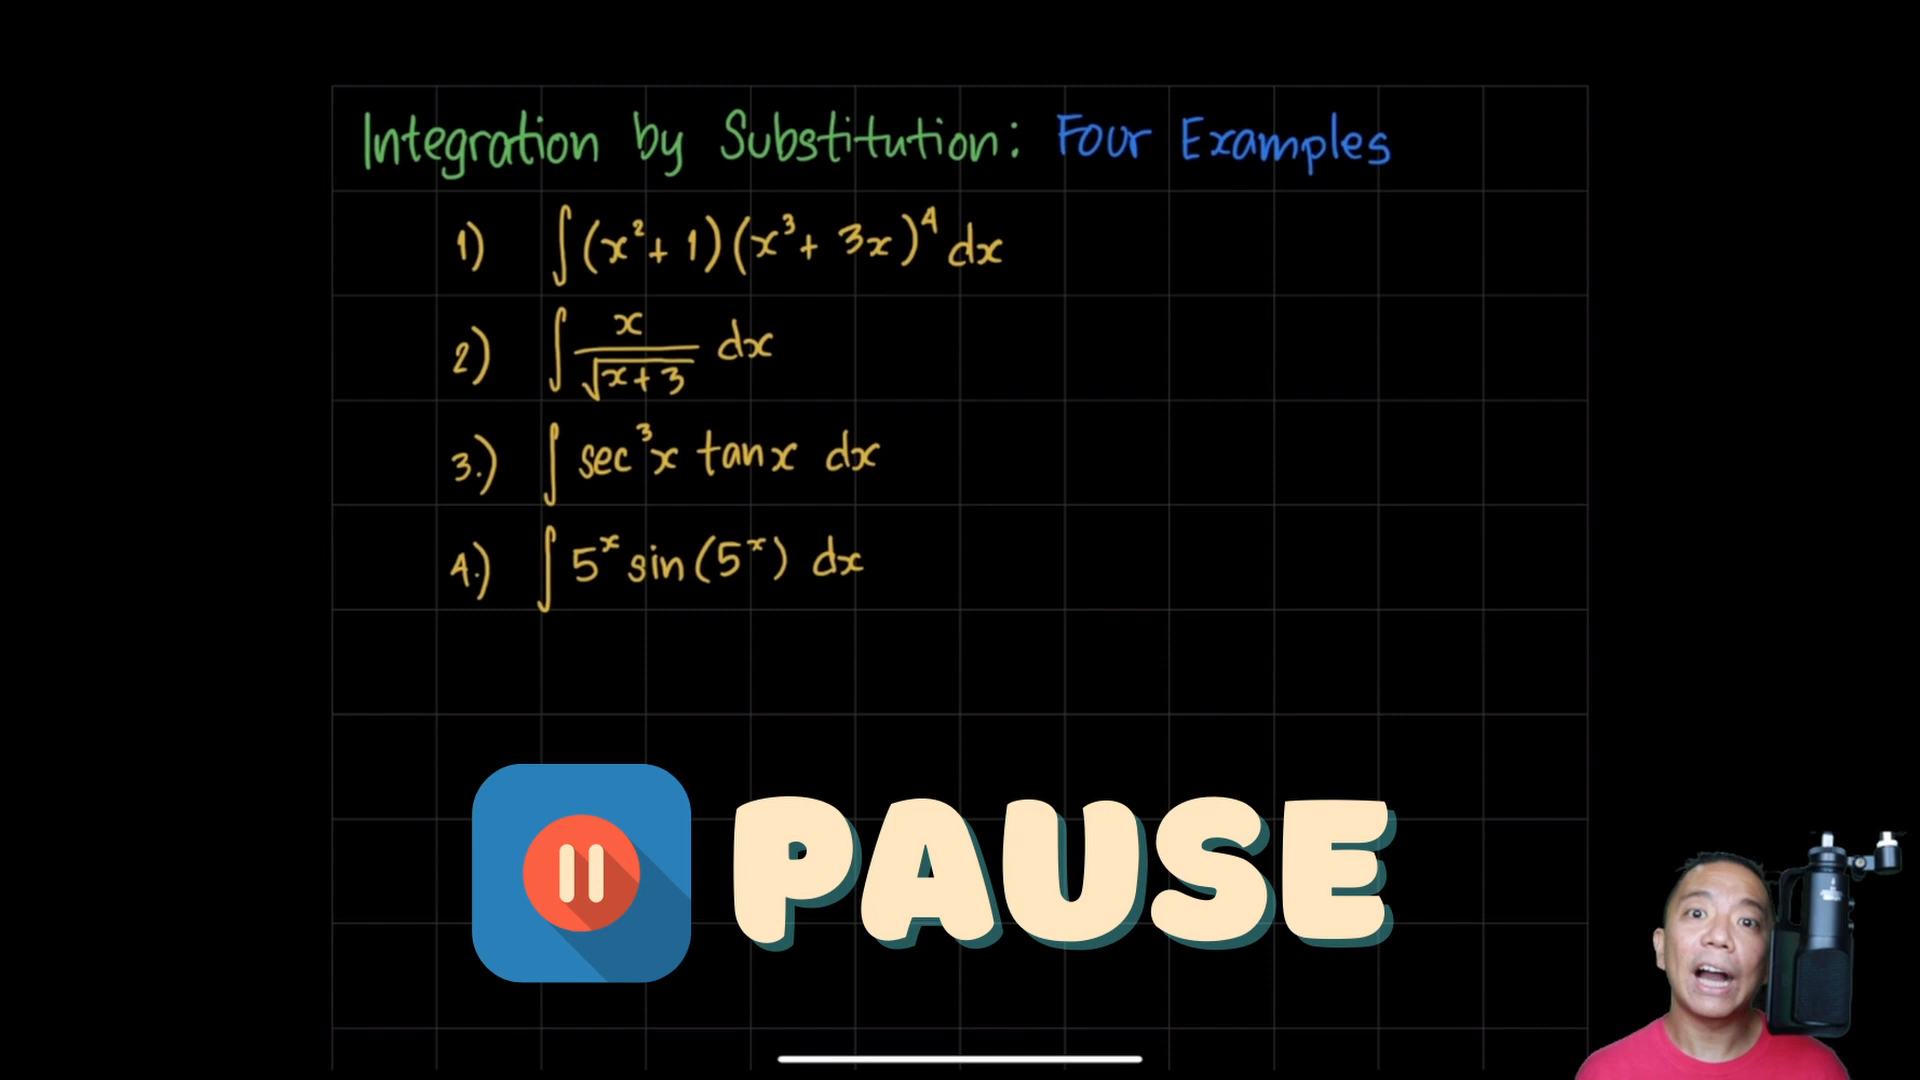 Integration by Substitution: Four Examples
1) ∫(x²+ 1)(x³+ 3x)⁴ dx
2) ∫ x/√(x+3) dx
3.) ∫ sec³x tanx dx
4.) ∫ 5ˣ sin(5ˣ) dx
PAUSE